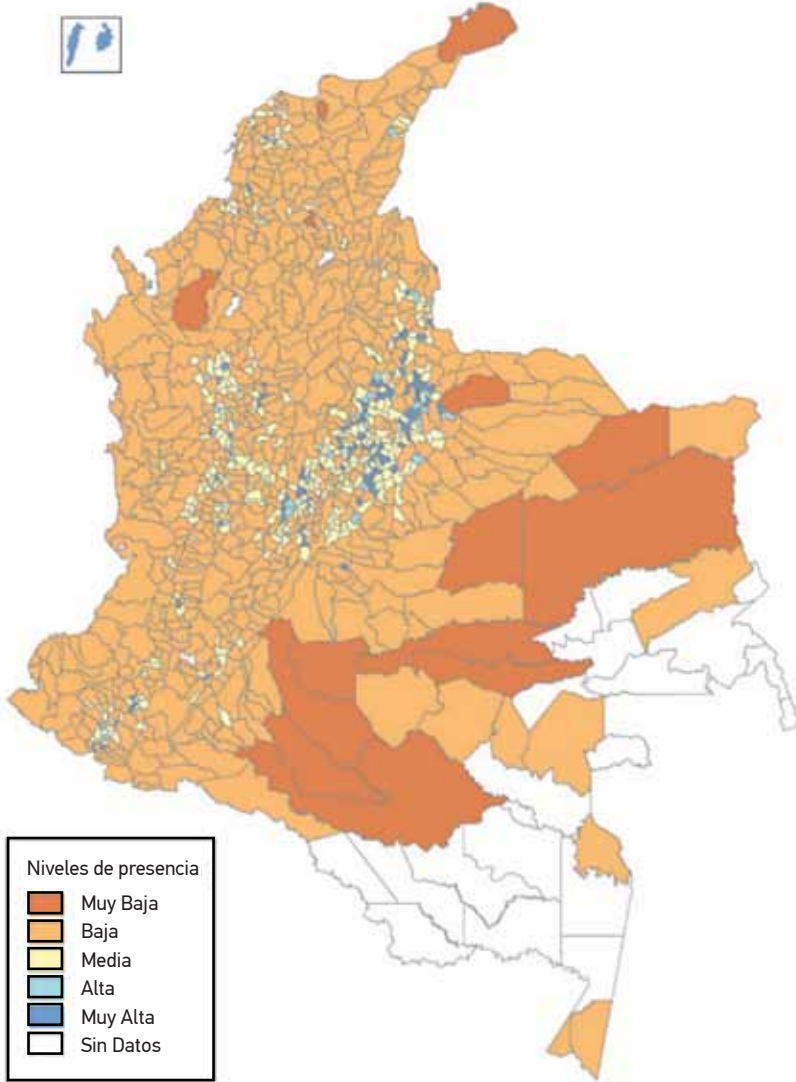 Niveles de presencia
Muy Baja
Baja
Media
Alta
Muy Alta
Sin Datos